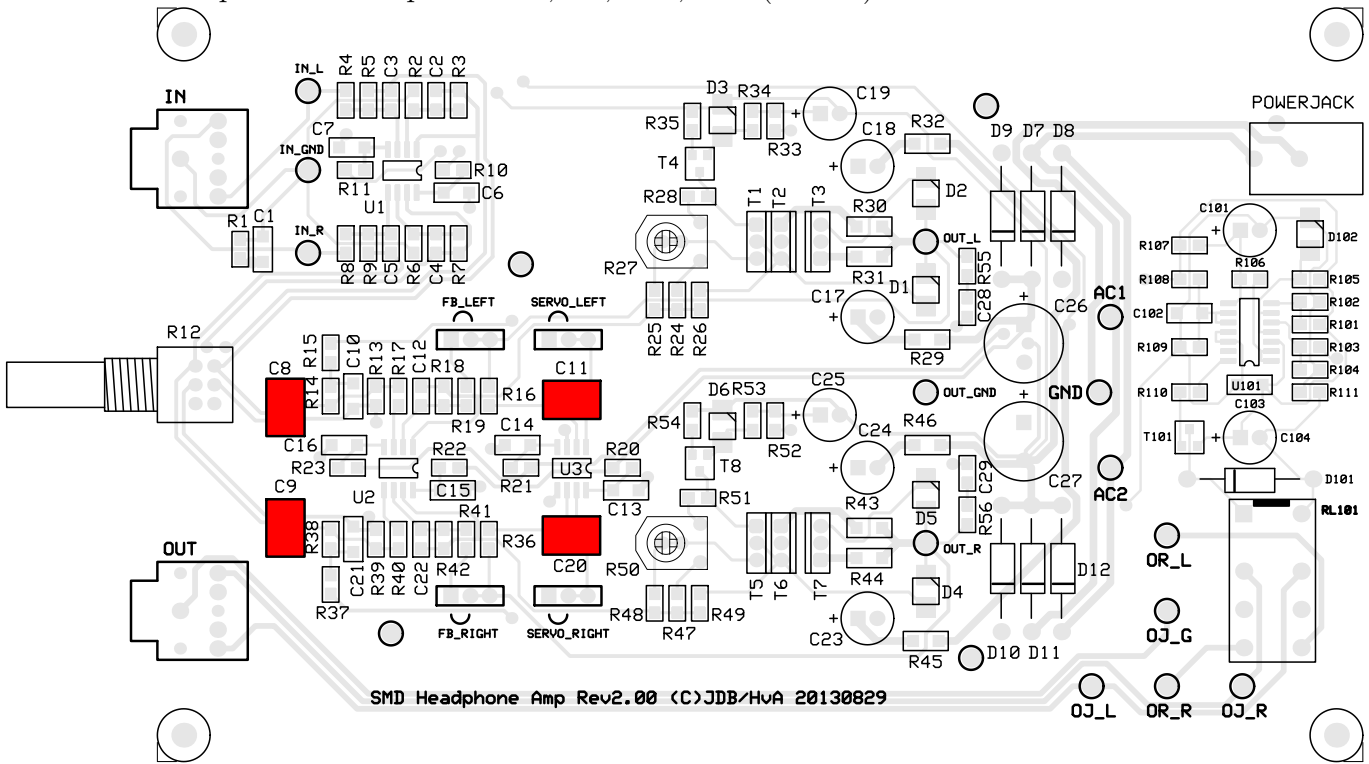 IN
IN_L
R4
R5
C3
R2
C2
R3
C7
IN_GND
R11
R10
C6
U1
R1
C1
IN_R
R8
R9
C5
R6
C4
R7
D3
R34
C19
R35
R33
T4
C18
R32
R28
T1
T2
T3
D2
R30
OUT_L
R27
R31
R55
D1
C28
C17
R25
R24
R26
R29
D9
D7
D8
C26
AC1
POWERJACK
C101
D102
R107
R106
R108
R105
C102
R102
R101
R109
R103
R104
R110
U101
R111
C103
T101
C104
D101
RL101
R12
FB_LEFT
SERVO_LEFT
R15
C10
R13
R17
C12
R18
C8
R14
R16
C11
R19
C16
C14
R23
R22
R20
R21
U3
U2
C15
C13
C9
R38
R41
R36
C20
C21
R39
R40
C22
R42
R37
FB_RIGHT
SERVO_RIGHT
OUT
D6
R53
C25
R54
R52
OUT_GND
GND
C24
R46
T8
R51
C29
C27
AC2
R43
D5
R56
R50
OUT_R
T5
T6
T7
R44
D4
R48
R47
R49
C23
R45
D12
D10
D11
OR_L
OJ_G
OJ_L
OR_R
OJ_R
SMD Headphone Amp Rev2.00 (C)JDB/HvA 20130829